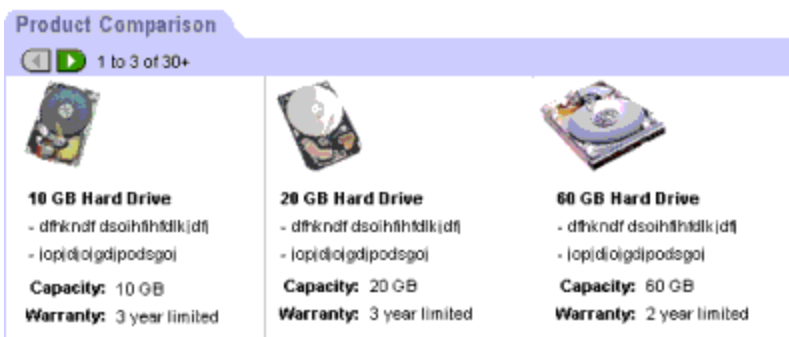 Product Comparison
1 to 3 of 30+
10 GB Hard Drive
- dfhkndf dsoihfihfdlkjdfj
- iopjdjojgdjpodsgoj
Capacity: 10 GB
Warranty: 3 year limited
20 GB Hard Drive
- dfhkndf dsoihfihfdlkjdfj
- iopjdjojgdjpodsgoj
Capacity: 20 GB
Warranty: 3 year limited
60 GB Hard Drive
- dfhkndf dsoihfihfdlkjdfj
- iopjdjojgdjpodsgoj
Capacity: 60 GB
Warranty: 2 year limited